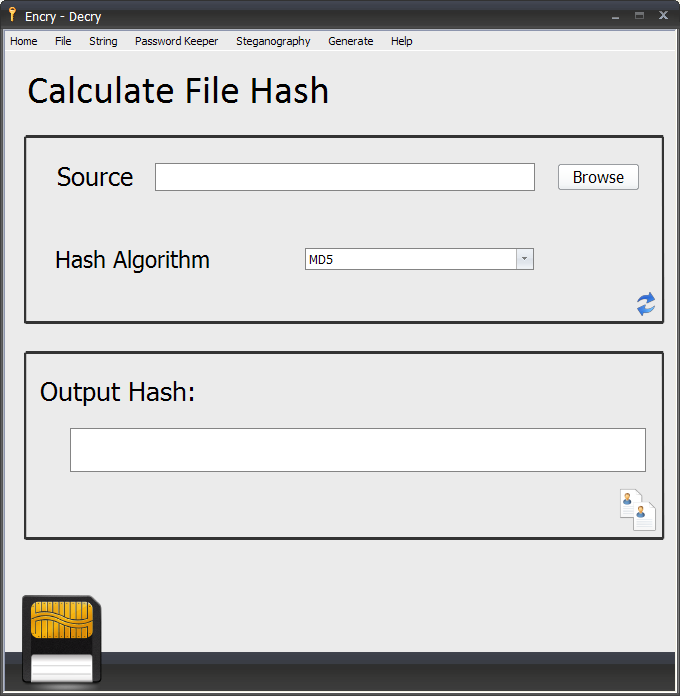 Encry - Decry
Home File String Password Keeper Steganography Generate Help
Calculate File Hash
Source Browse
Hash Algorithm MD5
Output Hash: